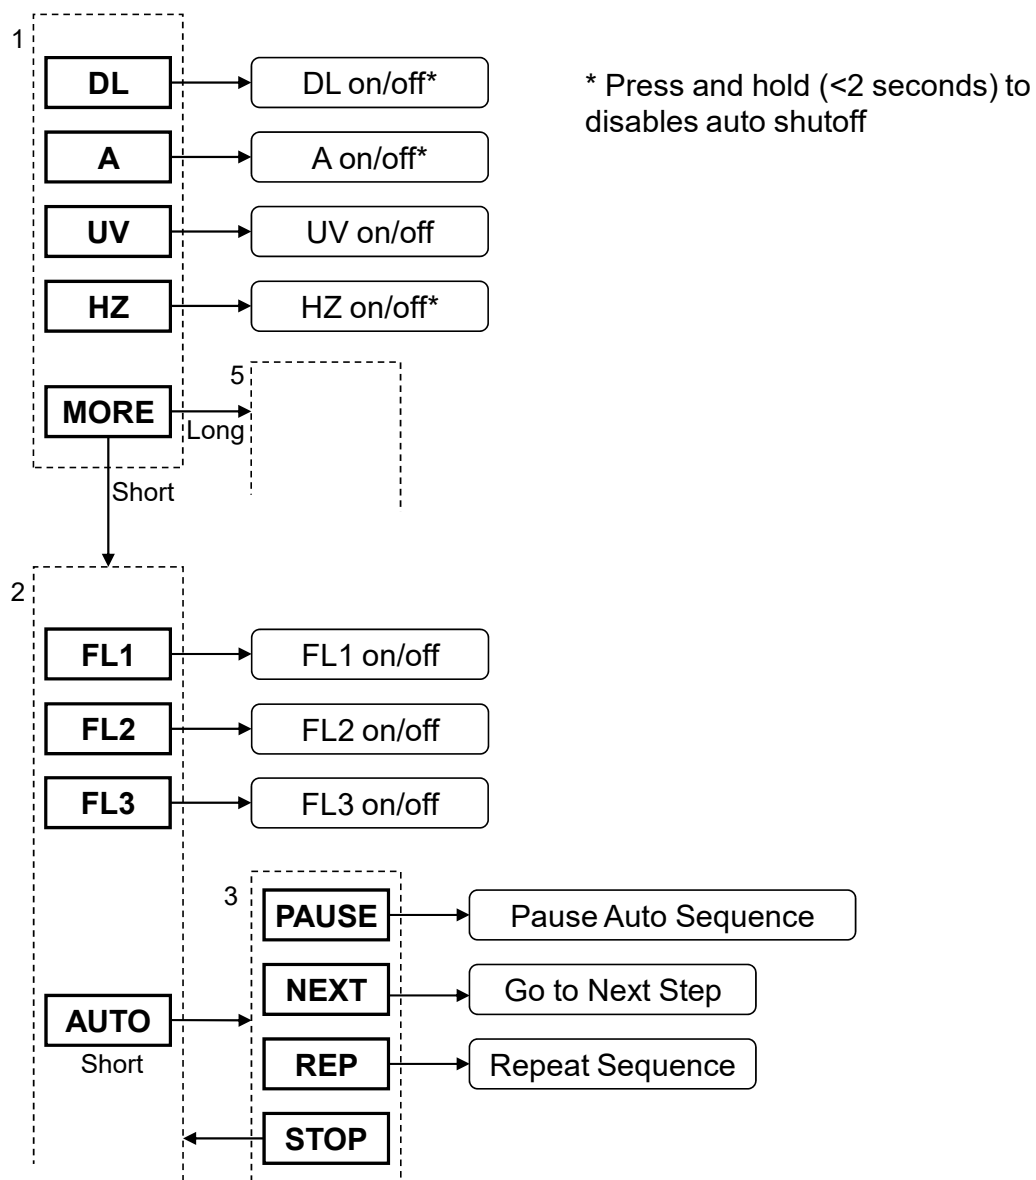 1
DL
DL on/off*
* Press and hold (<2 seconds) to
disables auto shutoff
A
A on/off*
UV
UV on/off
HZ
HZ on/off*
5
MORE
Long
Short
2
FL1
FL1 on/off
FL2
FL2 on/off
FL3
FL3 on/off
3
PAUSE
Pause Auto Sequence
NEXT
Go to Next Step
AUTO
Short
REP
Repeat Sequence
STOP